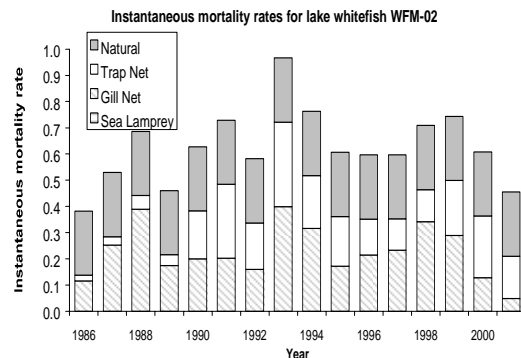 Instantaneous mortality rates for lake whitefish WFM-02
Natural
Trap Net
Gill Net
Sea Lamprey
Instantaneous mortality rate
1.0
0.9
0.8
0.7
0.6
0.5
0.4
0.3
0.2
0.1
0.0
1986 1988 1990 1992 1994 1996 1998 2000
Year